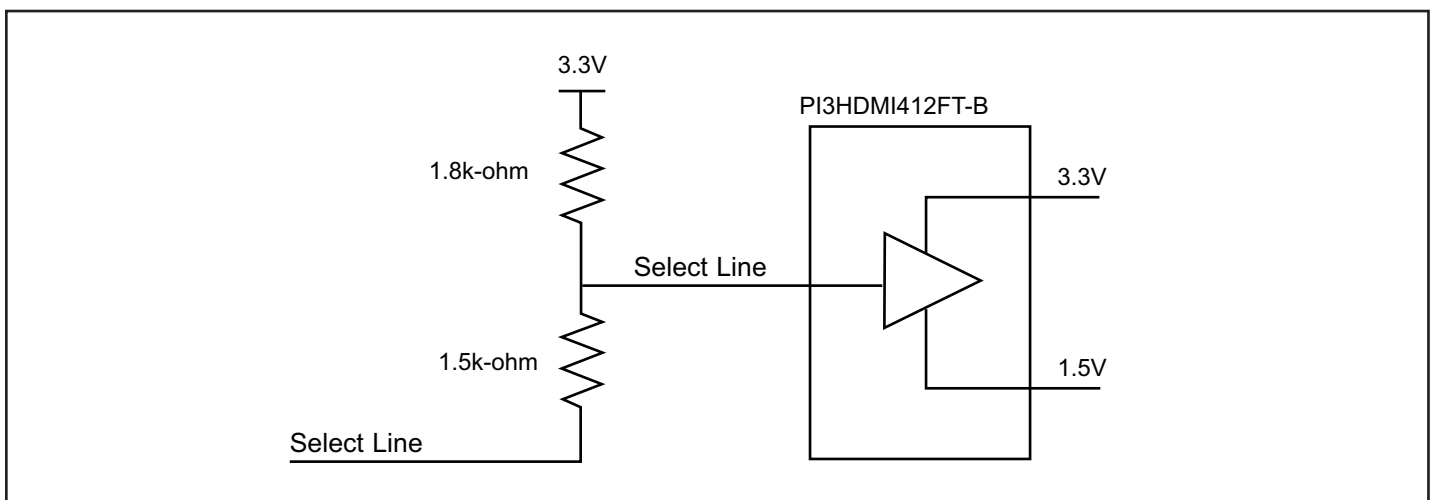 3.3V
PI3HDMI412FT-B
1.8k-ohm
3.3V
Select Line
1.5k-ohm
1.5V
Select Line